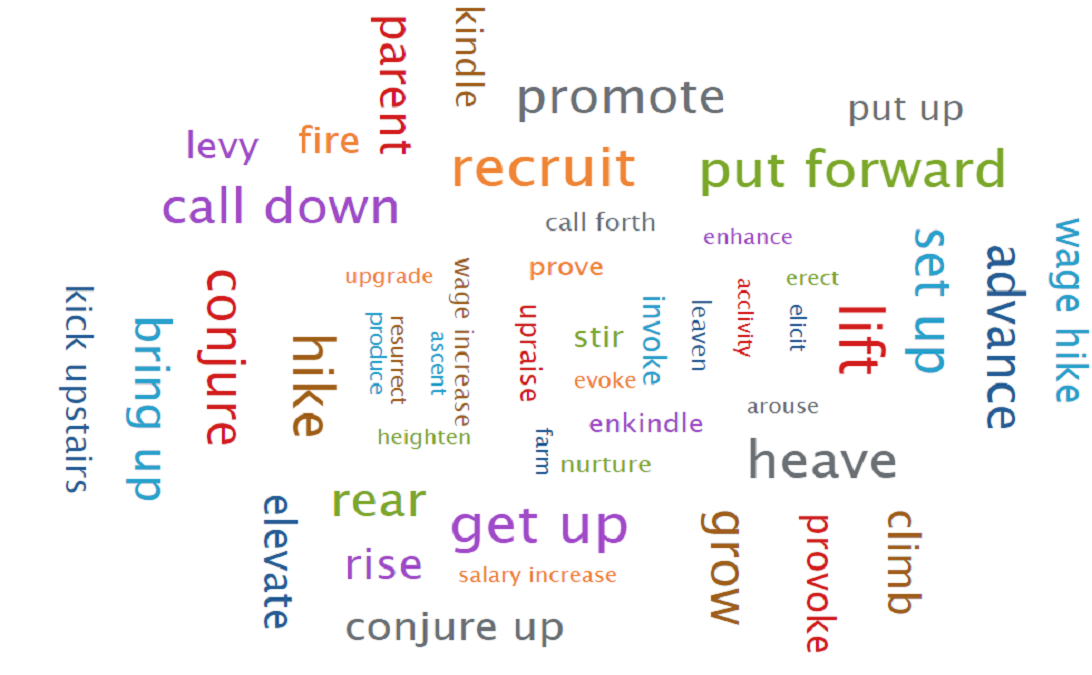 parent
kindle
promote
put up
levy
fire
recruit
put forward
call down
call forth
enhance
set up
wage hike
advance
conjure
upgrade
wage increase
prove
acclivity
erect
kick upstairs
bring up
hike
produce
resurrect
ascent
upraise
stir
invoke
leaven
elicit
lift
evoke
arouse
heighten
farm
enkindle
nurture
heave
elevate
rear
get up
grow
provoke
climb
rise
salary increase
conjure up